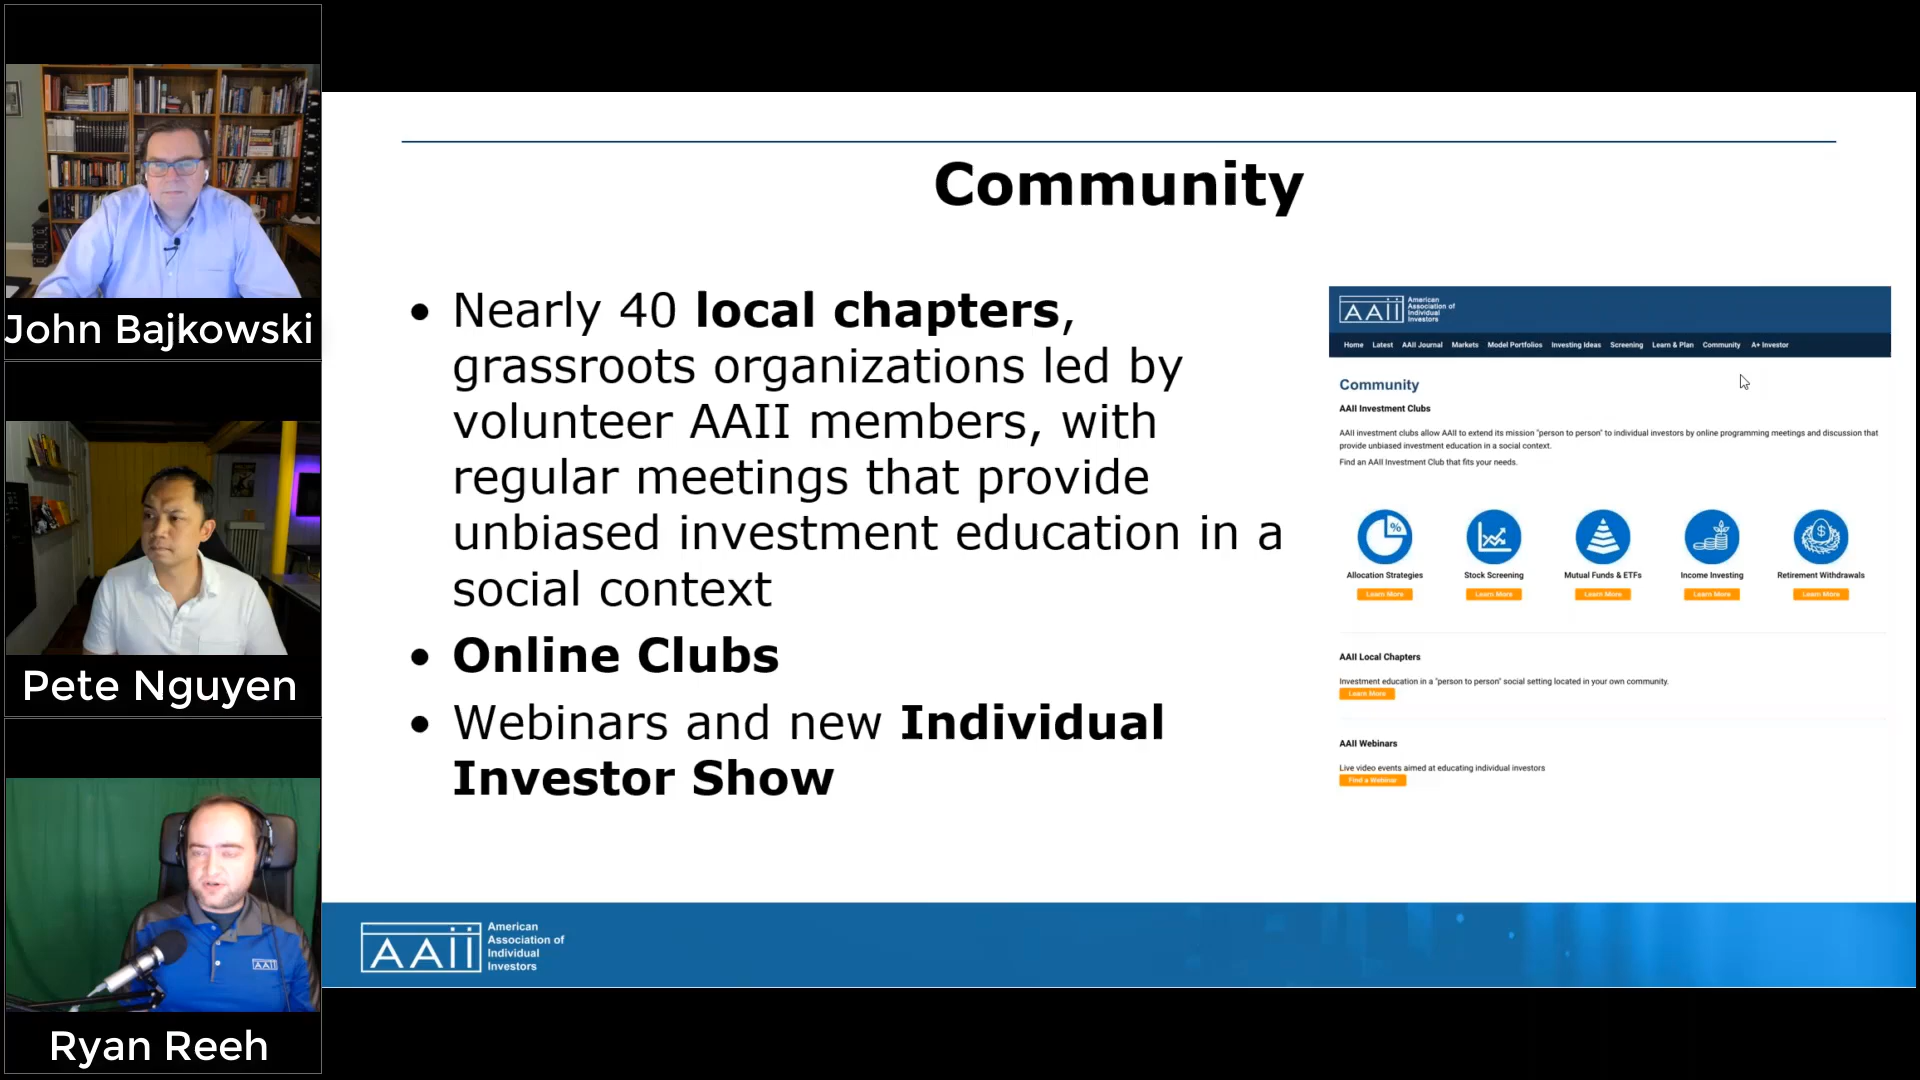 John Bajkowski
Pete Nguyen
Ryan Reeh
AAII
Community
• Nearly 40 local chapters,
grassroots organizations led by
volunteer AAII members, with
regular meetings that provide
unbiased investment education in a
social context
• Online Clubs
• Webinars and new Individual
Investor Show
AAII
American
Association of
Individual
Investors
Home Latest AAII Journal Markets Model Portfolios Investing Ideas Screening Learn & Plan Community A+ Investor
Community
AAII Investment Clubs
AAII investment clubs allow AAII to extend its mission "person to person" to individual investors by online programming meetings and discussion that
provide unbiased investment education in a social context.
Find an AAII Investment Club that fits your needs.
%
$
Allocation Strategies Stock Screening Mutual Funds & ETFs Income Investing Retirement Withdrawals
Learn More Learn More Learn More Learn More Learn More
AAII Local Chapters
Investment education in a "person to person" social setting located in your own community.
Learn More
AAII Webinars
Live video events aimed at educating individual investors
Find a Webinar
AAII
American
Association of
Individual
Investors